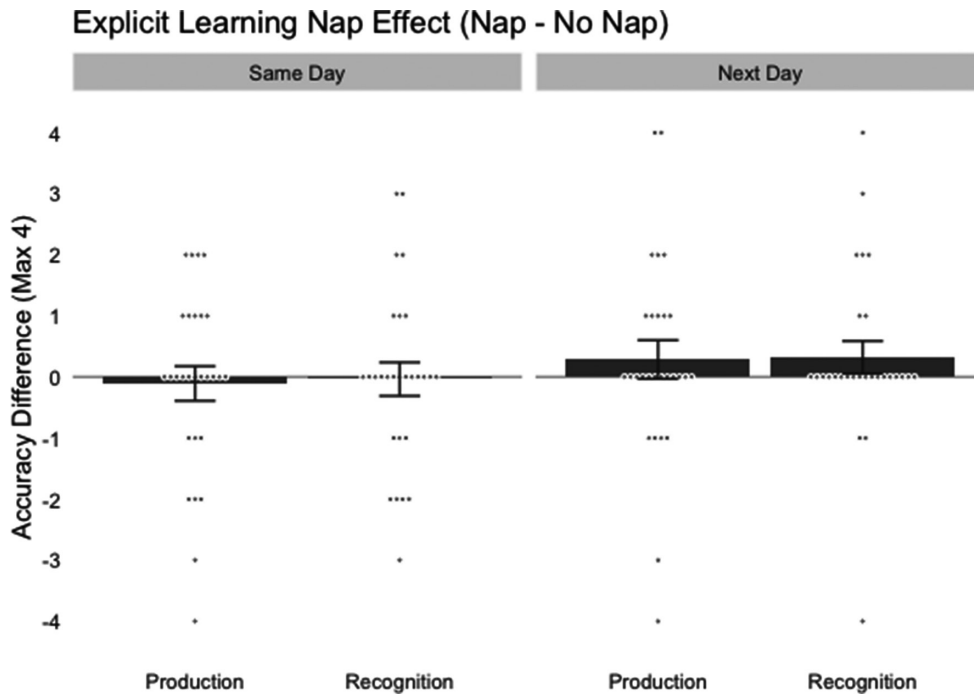 Explicit Learning Nap Effect (Nap - No Nap)
Same Day
Next Day
Accuracy Difference (Max 4)
4
3
2
1
0
-1
-2
-3
-4
Production
Recognition
Production
Recognition